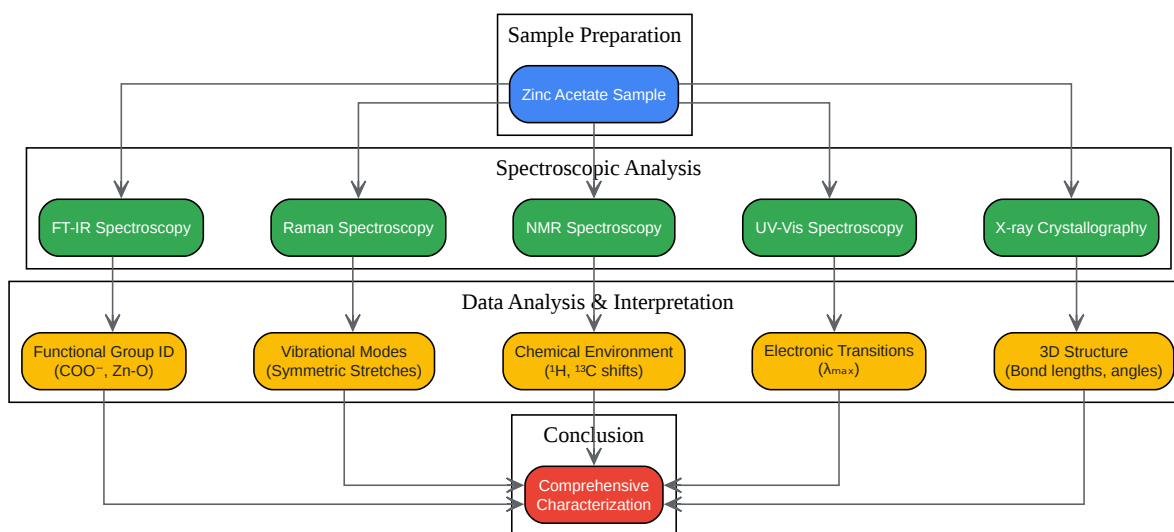 Sample Preparation
Zinc Acetate Sample
Spectroscopic Analysis
FT-IR Spectroscopy
Raman Spectroscopy
NMR Spectroscopy
UV-Vis Spectroscopy
X-ray Crystallography
Data Analysis & Interpretation
Functional Group ID
(COO⁻, Zn-O)
Vibrational Modes
(Symmetric Stretches)
Chemical Environment
(¹H, ¹³C shifts)
Electronic Transitions
(λₘₐₓ)
3D Structure
(Bond lengths, angles)
Conclusion
Comprehensive
Characterization